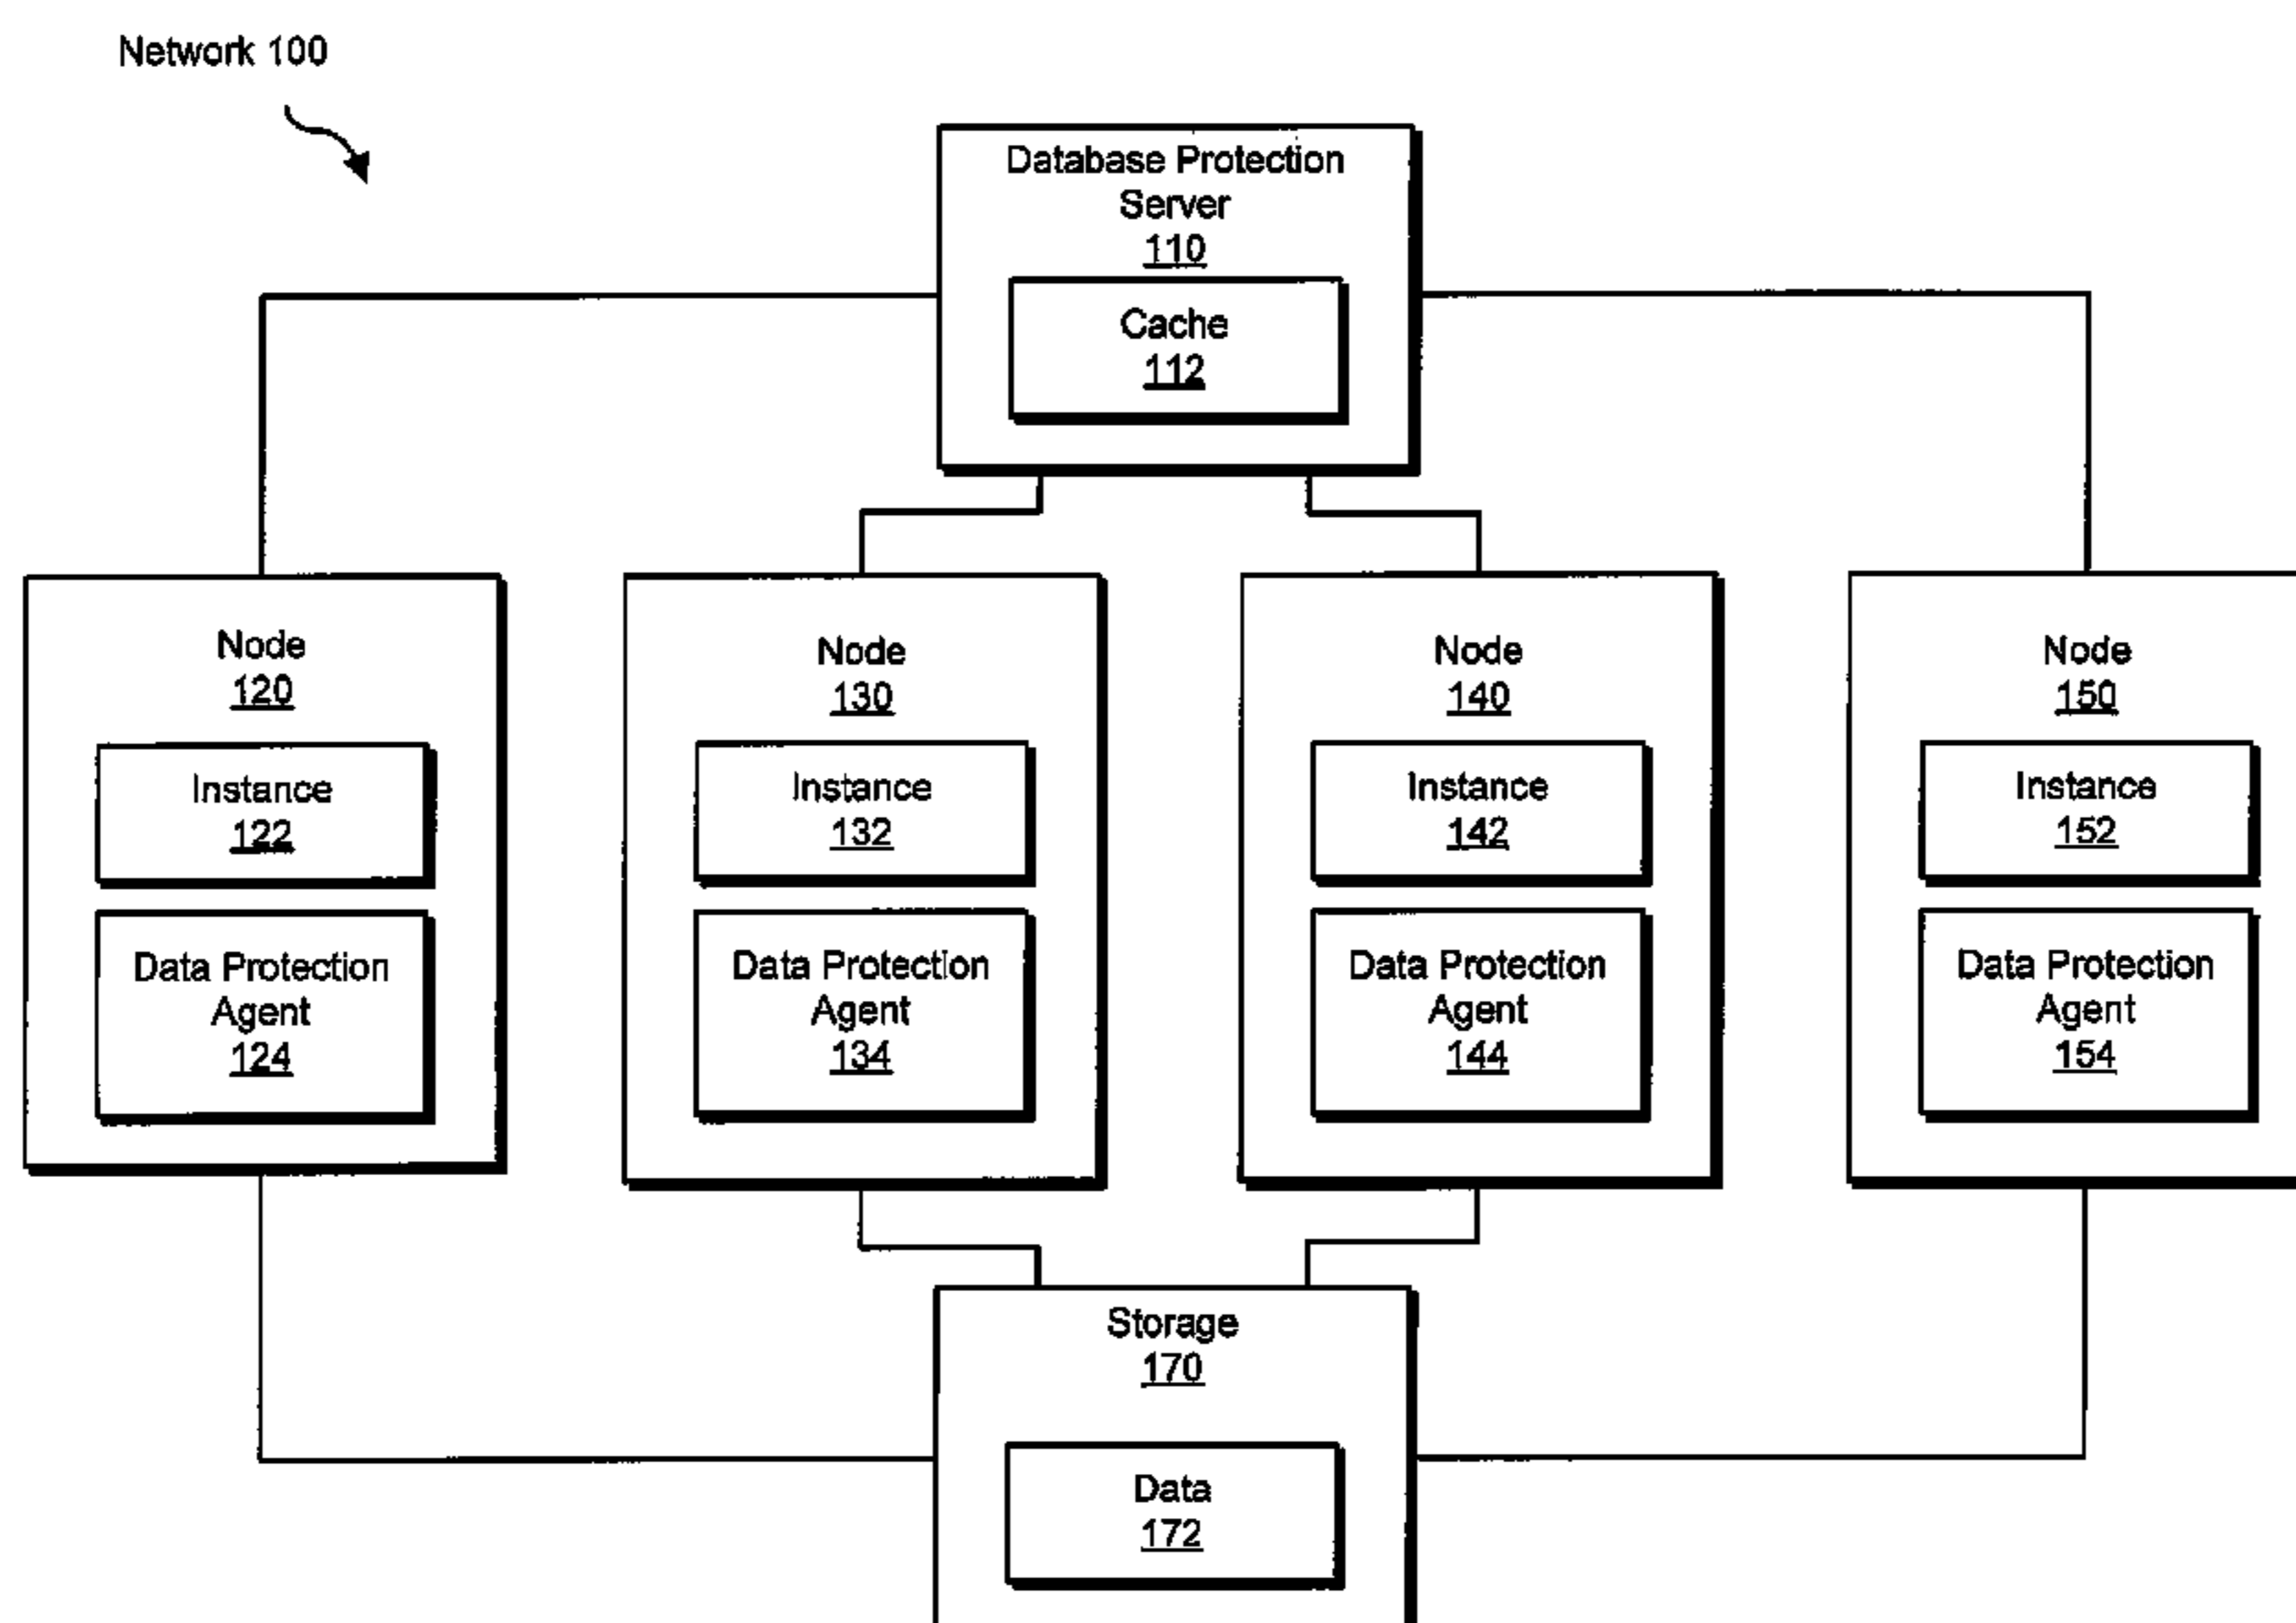 Network 100
Database Protection
Server
110
Cache
112
Node
120
Instance
122
Data Protection
Agent
124
Node
130
Instance
132
Data Protection
Agent
134
Node
140
Instance
142
Data Protection
Agent
144
Node
150
Instance
152
Data Protection
Agent
154
Storage
170
Data
172